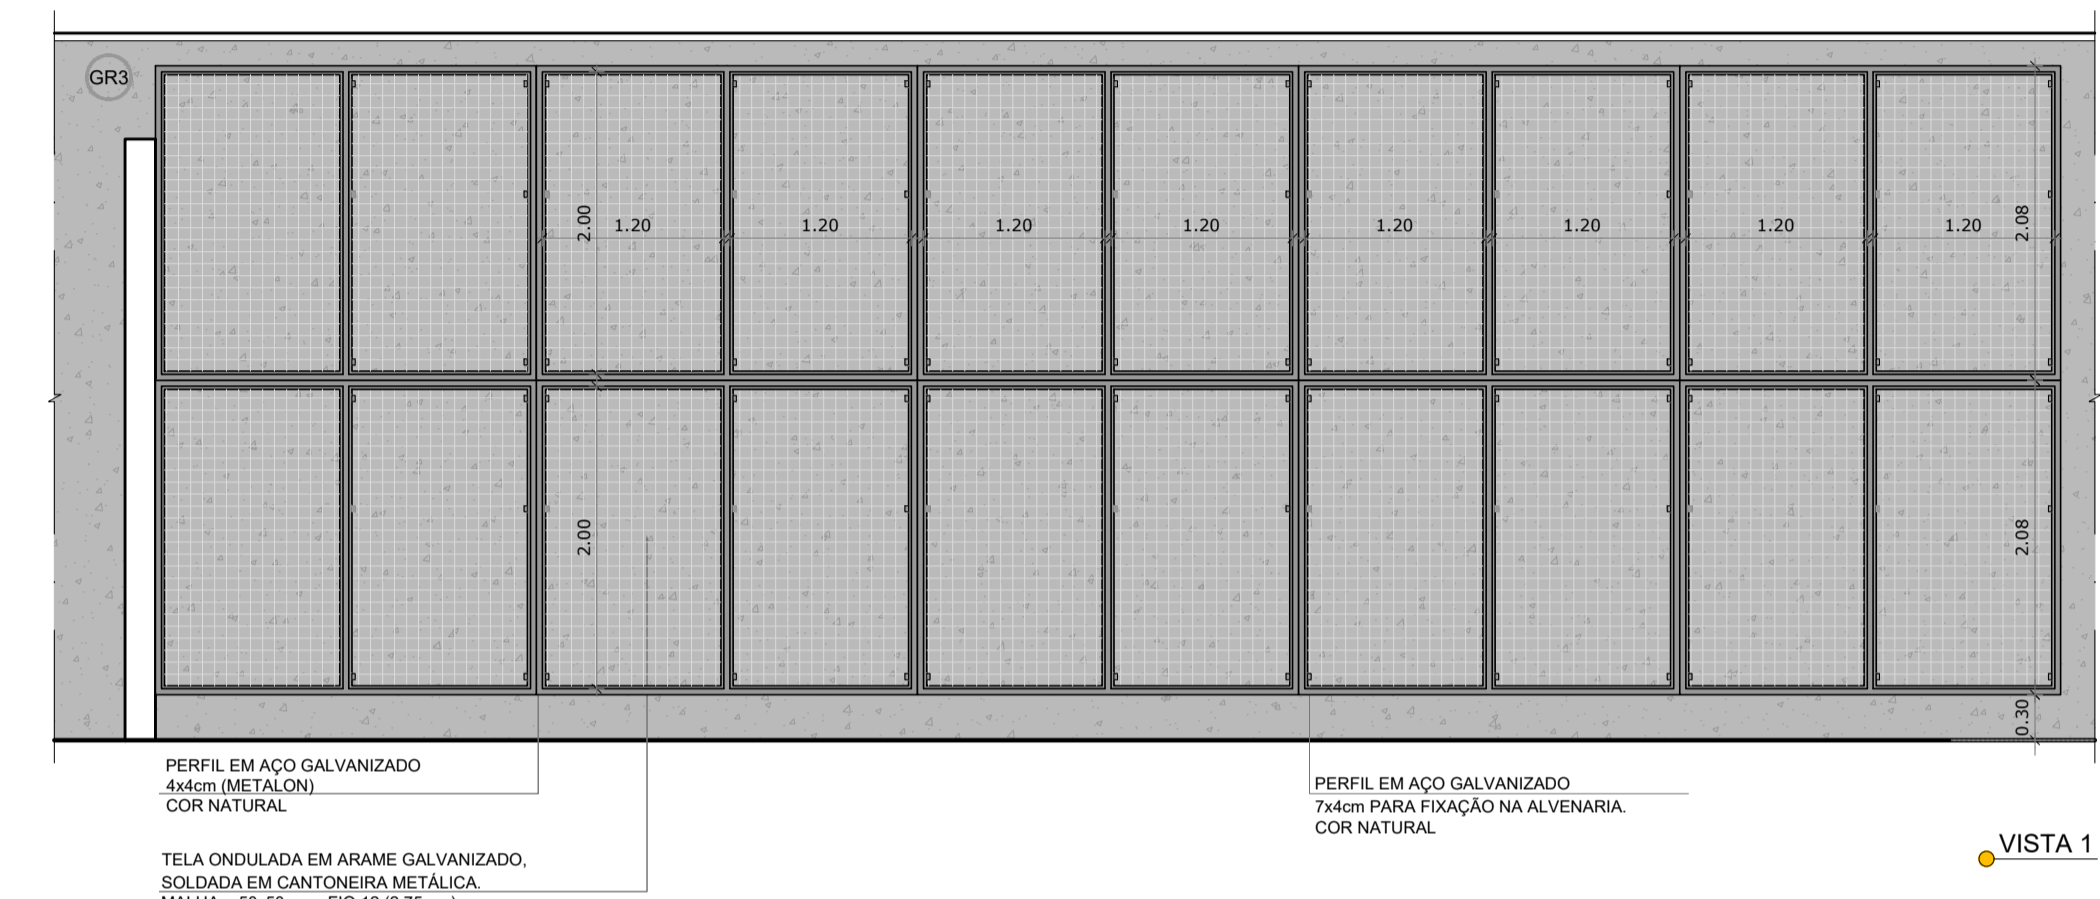 GR3
2.00
1.20
1.20
1.20
1.20
1.20
1.20
1.20
1.20
2.08
2.00
2.08
0.30
PERFIL EM AÇO GALVANIZADO
4x4cm (METALON)
COR NATURAL
PERFIL EM AÇO GALVANIZADO
7x4cm PARA FIXAÇÃO NA ALVENARIA.
COR NATURAL
TELA ONDULADA EM ARAME GALVANIZADO,
SOLDADA EM CANTONEIRA METÁLICA.
VISTA 1